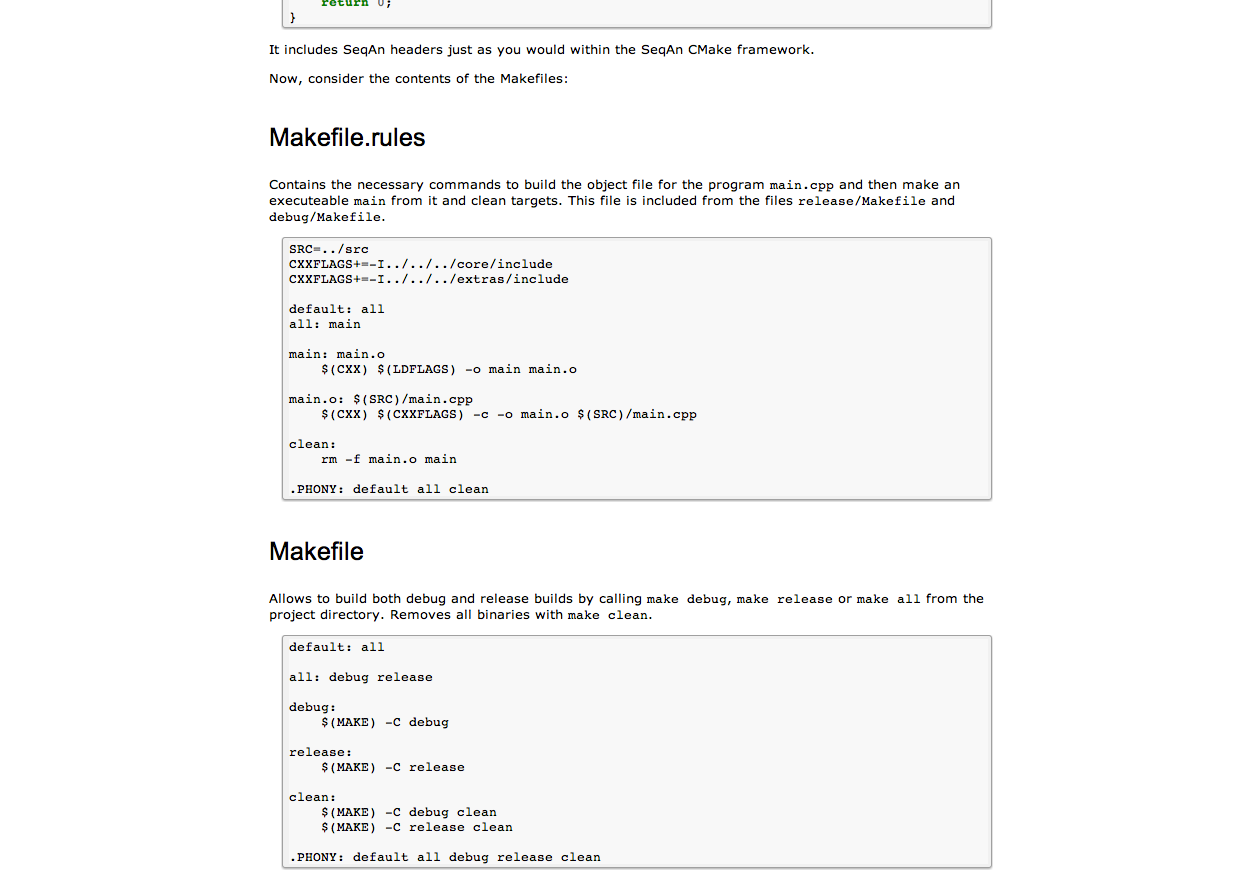 return 0;
}
It includes SeqAn headers just as you would within the SeqAn CMake framework.
Now, consider the contents of the Makefiles:
Makefile.rules
Contains the necessary commands to build the object file for the program main.cpp and then make an
executeable main from it and clean targets. This file is included from the files release/Makefile and
debug/Makefile.
SRC=../src
CXXFLAGS+=-I../../../core/include
CXXFLAGS+=-I../../../extras/include
default: all
all: main
main: main.o
$(CXX) $(LDFLAGS) -o main main.o
main.o: $(SRC)/main.cpp
$(CXX) $(CXXFLAGS) -c -o main.o $(SRC)/main.cpp
clean:
rm -f main.o main
.PHONY: default all clean
Makefile
Allows to build both debug and release builds by calling make debug, make release or make all from the
project directory. Removes all binaries with make clean.
default: all
all: debug release
debug:
$(MAKE) -C debug
release:
$(MAKE) -C release
clean:
$(MAKE) -C debug clean
$(MAKE) -C release clean
.PHONY: default all debug release clean